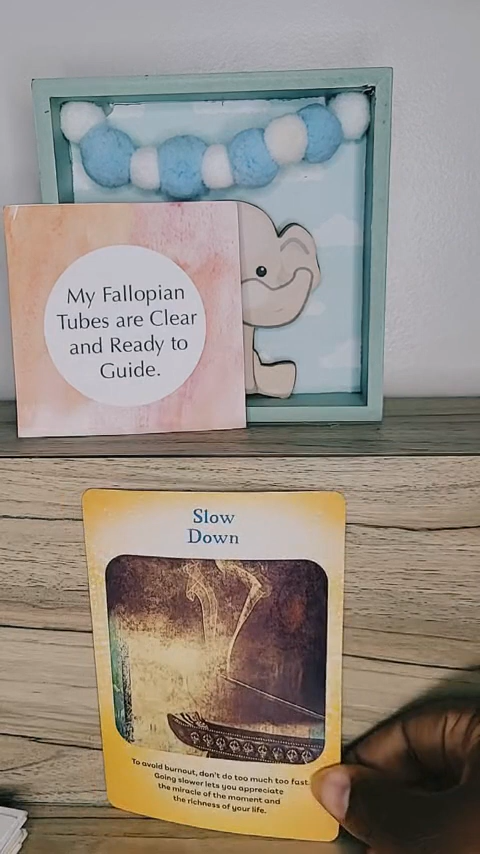 My Fallopian
Tubes are Clear
and Ready to
Guide.
Slow
Down
To avoid burnout, don't do too much too fast.
Going slower lets you appreciate
the miracle of the moment and
the richness of your life.